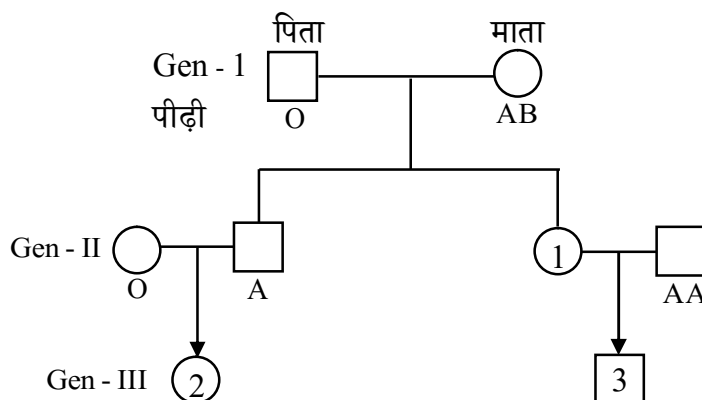 पिता माता
Gen - 1
पीढ़ी
O AB
Gen - II
1
O A AA
Gen - III 2 3